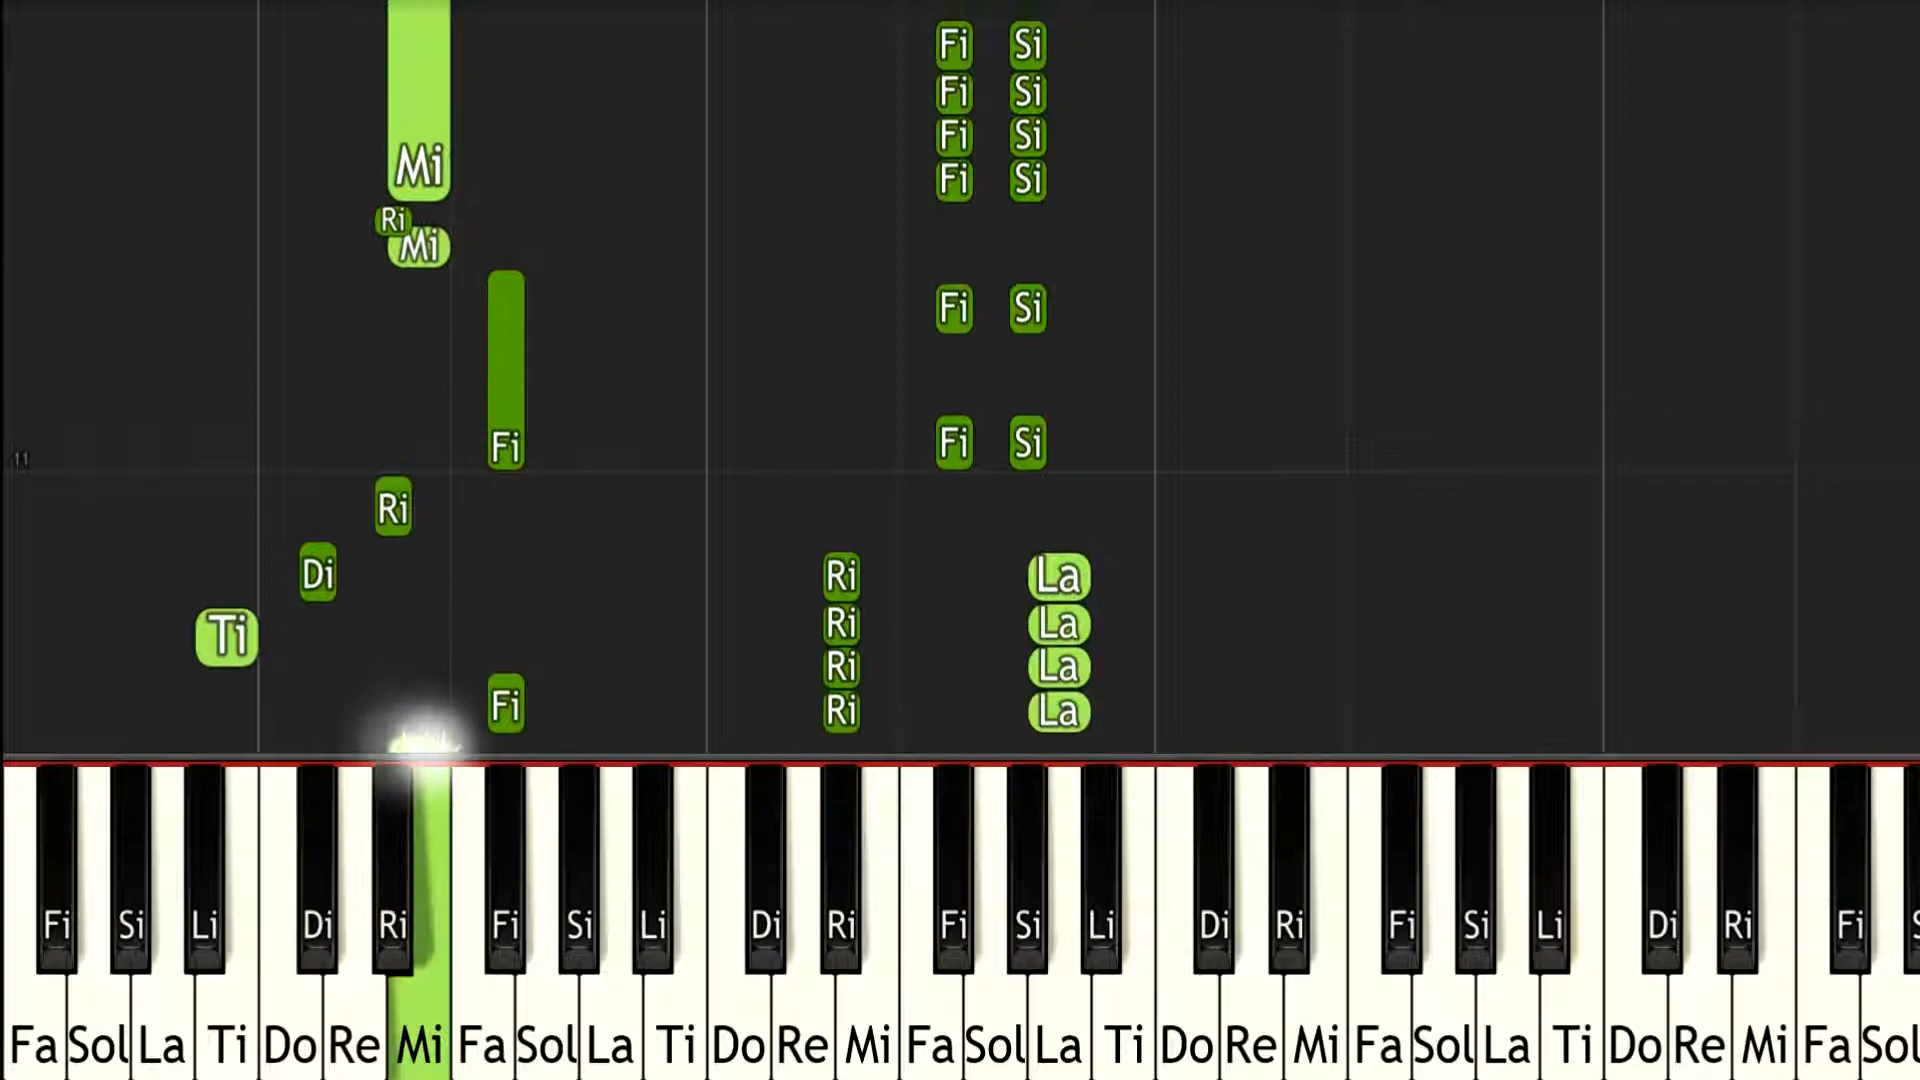 Fi Si
Fi Si
Fi Si
Mi
Fi Si
Ri
Mi
Fi Si
Fi
Fi Si
11
Ri
Di
Ri La
Ri La
Ti
Ri La
Fi
Ri La
Fi Si Li Di Ri Fi Si Li Di Ri Fi Si Li Di Ri Fi Si Li Di Ri Fi S
Fa Sol La Ti Do Re Mi Fa Sol La Ti Do Re Mi Fa Sol La Ti Do Re Mi Fa Sol La Ti Do Re Mi Fa Sol